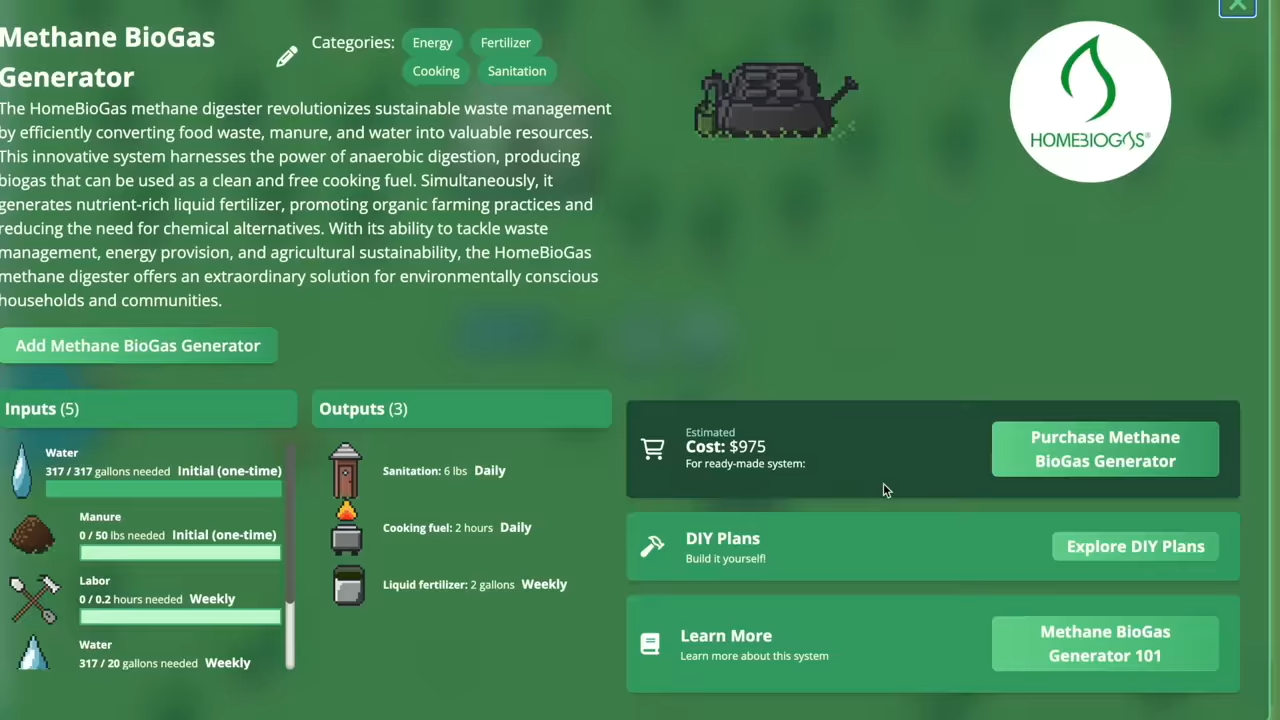 Methane BioGas
Generator
Categories:
Energy
Fertilizer
Cooking
Sanitation
The HomeBioGas methane digester revolutionizes sustainable waste management
by efficiently converting food waste, manure, and water into valuable resources.
This innovative system harnesses the power of anaerobic digestion, producing
biogas that can be used as a clean and free cooking fuel. Simultaneously, it
generates nutrient-rich liquid fertilizer, promoting organic farming practices and
reducing the need for chemical alternatives. With its ability to tackle waste
management, energy provision, and agricultural sustainability, the HomeBioGas
methane digester offers an extraordinary solution for environmentally conscious
households and communities.
HOMEBIOGAS®
Add Methane BioGas Generator
Inputs (5)
Water
317 / 317 gallons needed Initial (one-time)
Manure
0 / 50 lbs needed Initial (one-time)
Labor
0 / 0.2 hours needed Weekly
Water
317 / 20 gallons needed Weekly
Outputs (3)
Sanitation: 6 lbs Daily
Cooking fuel: 2 hours Daily
Liquid fertilizer: 2 gallons Weekly
Estimated
Cost: $975
For ready-made system:
Purchase Methane
BioGas Generator
DIY Plans
Build it yourself!
Explore DIY Plans
Learn More
Learn more about this system
Methane BioGas
Generator 101